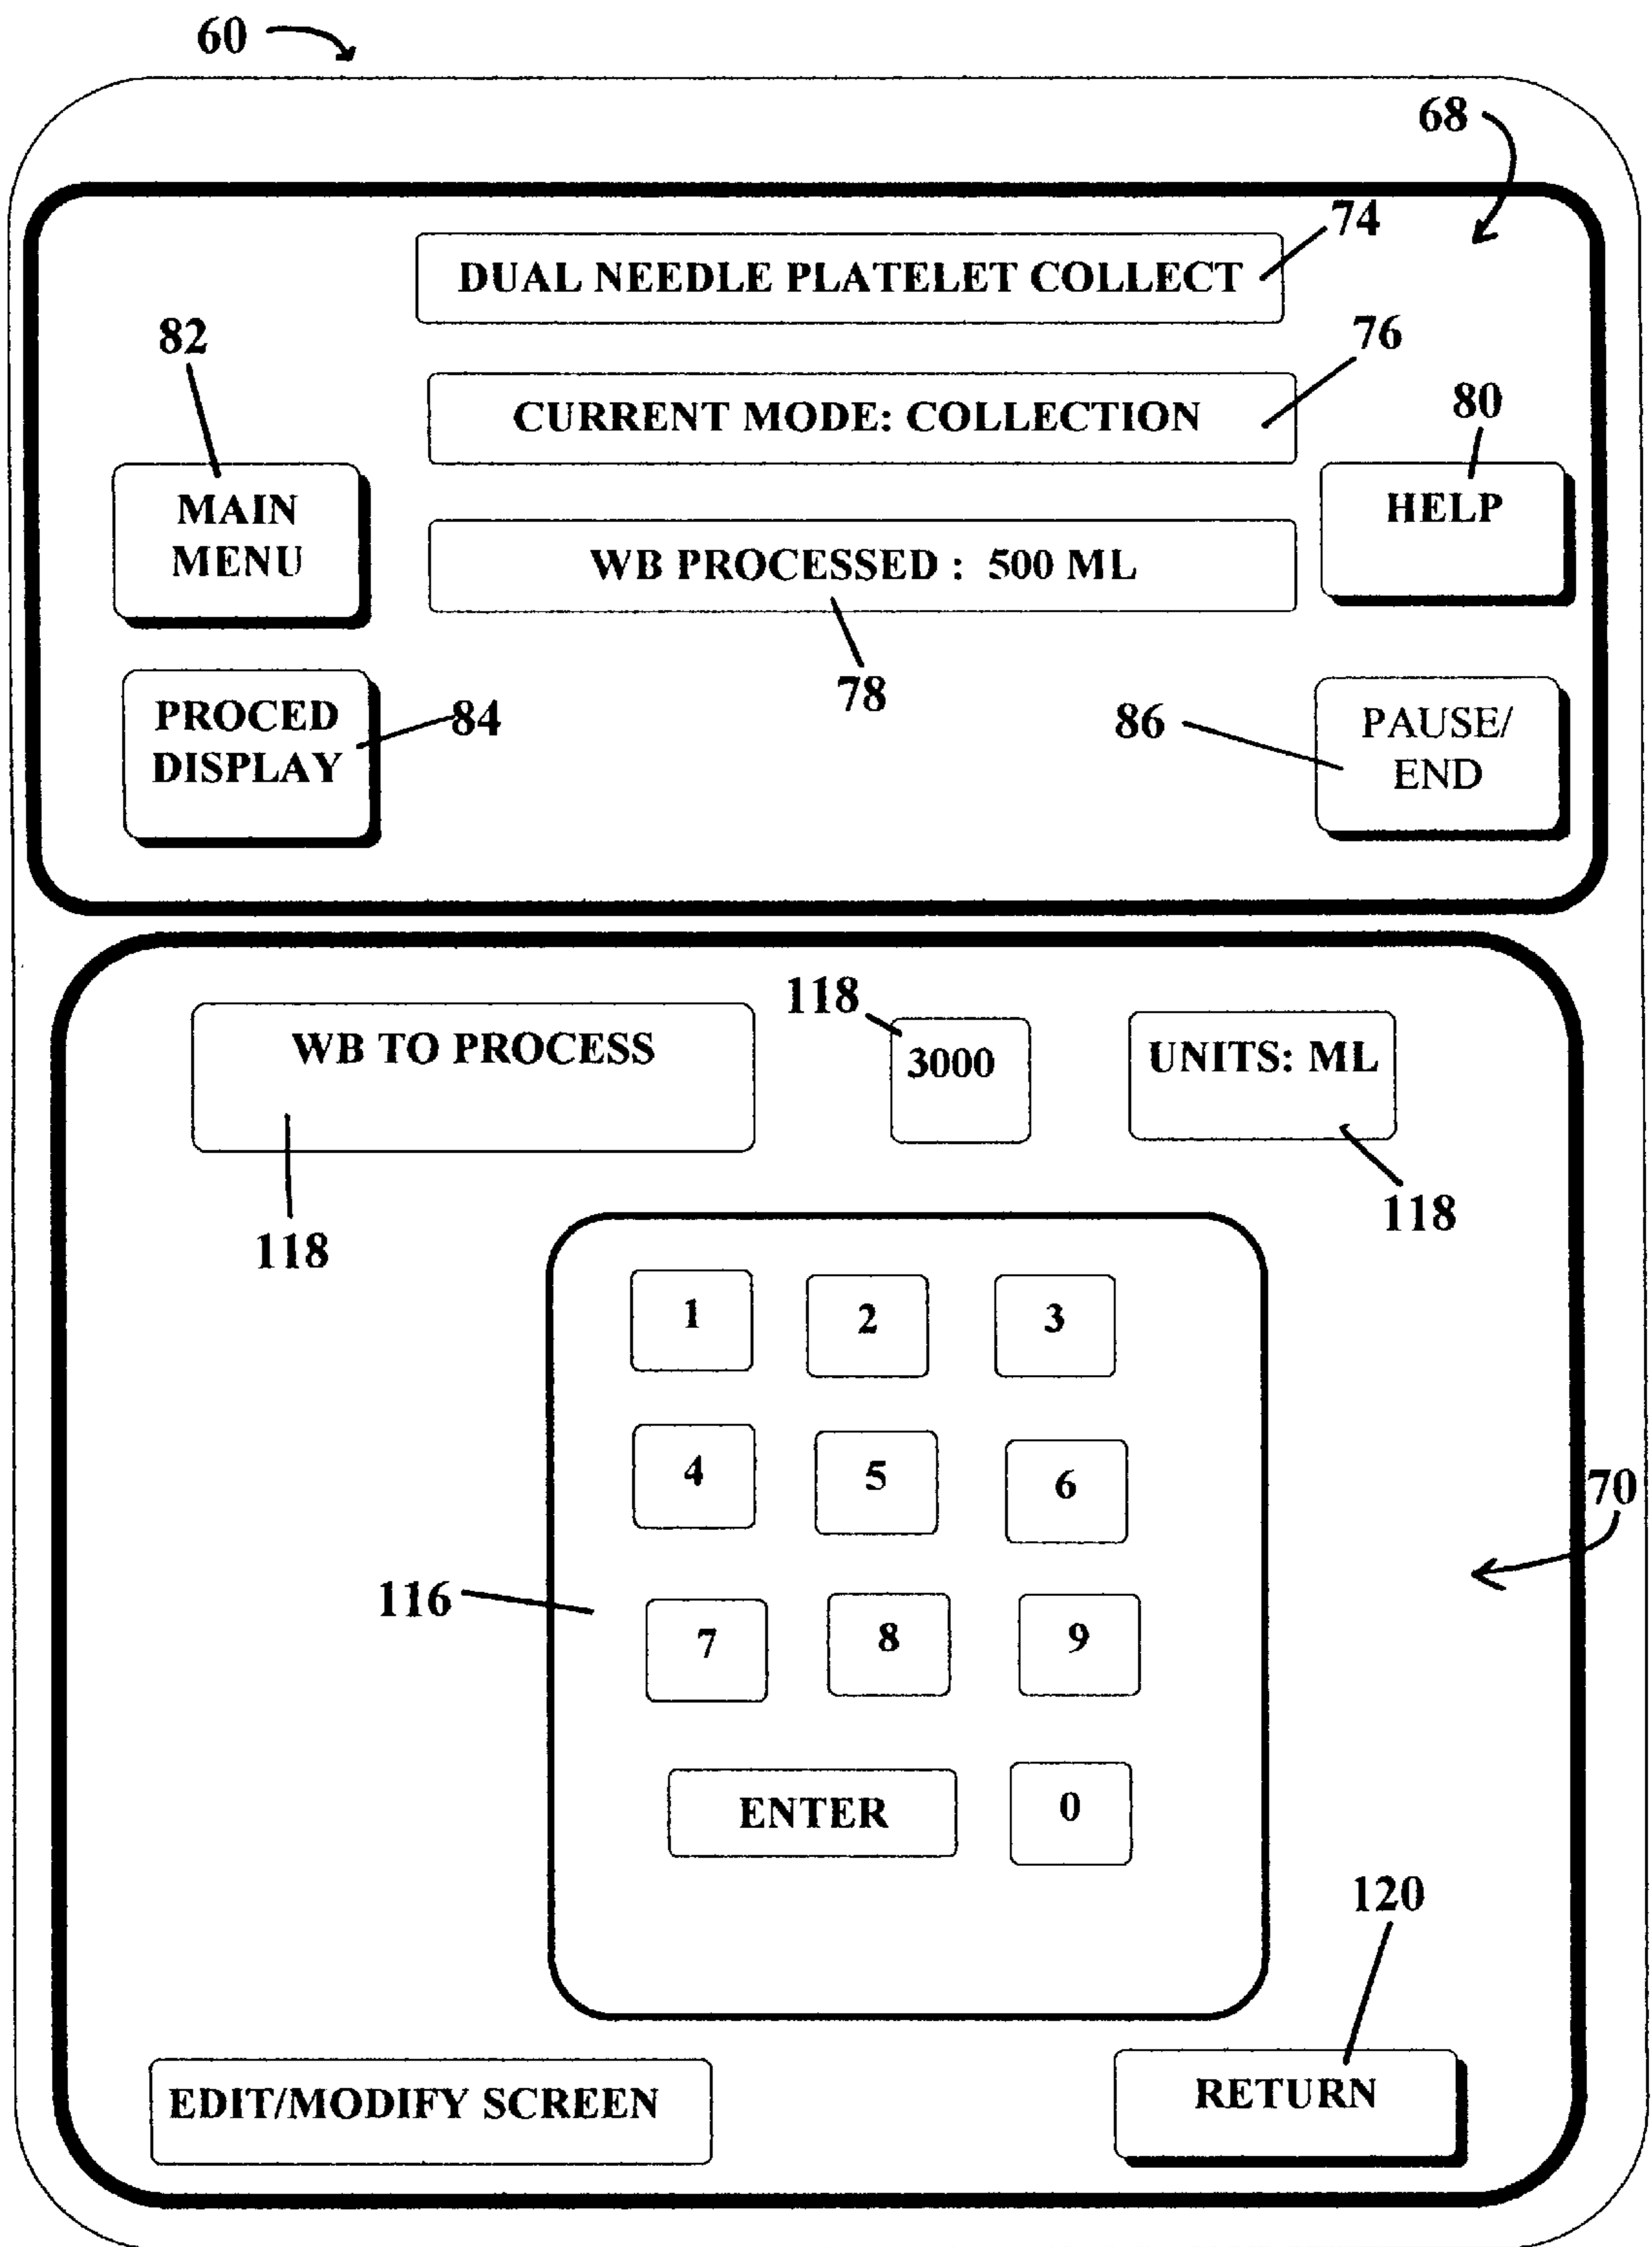 60
68
74
DUAL NEEDLE PLATELET COLLECT
82
76
CURRENT MODE: COLLECTION
80
MAIN
MENU
HELP
WB PROCESSED : 500 ML
78
PROCED
DISPLAY
84
86
PAUSE/
END
118
WB TO PROCESS
3000
UNITS: ML
118
118
1 2 3
4 5 6
70
116
7 8 9
ENTER 0
120
EDIT/MODIFY SCREEN
RETURN